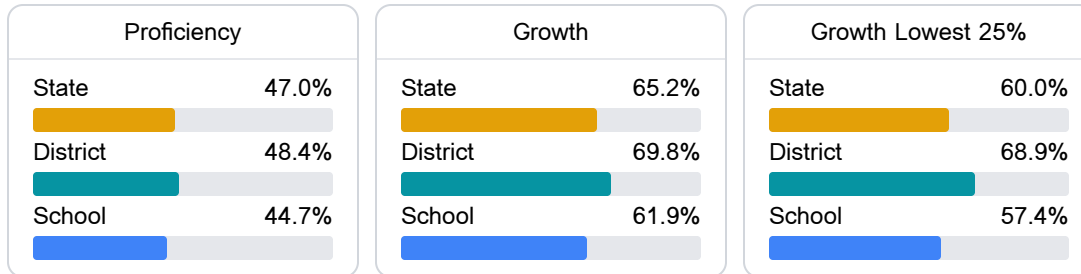 Proficiency
State 47.0%
District 48.4%
School 44.7%
Growth
State 65.2%
District 69.8%
School 61.9%
Growth Lowest 25%
State 60.0%
District 68.9%
School 57.4%